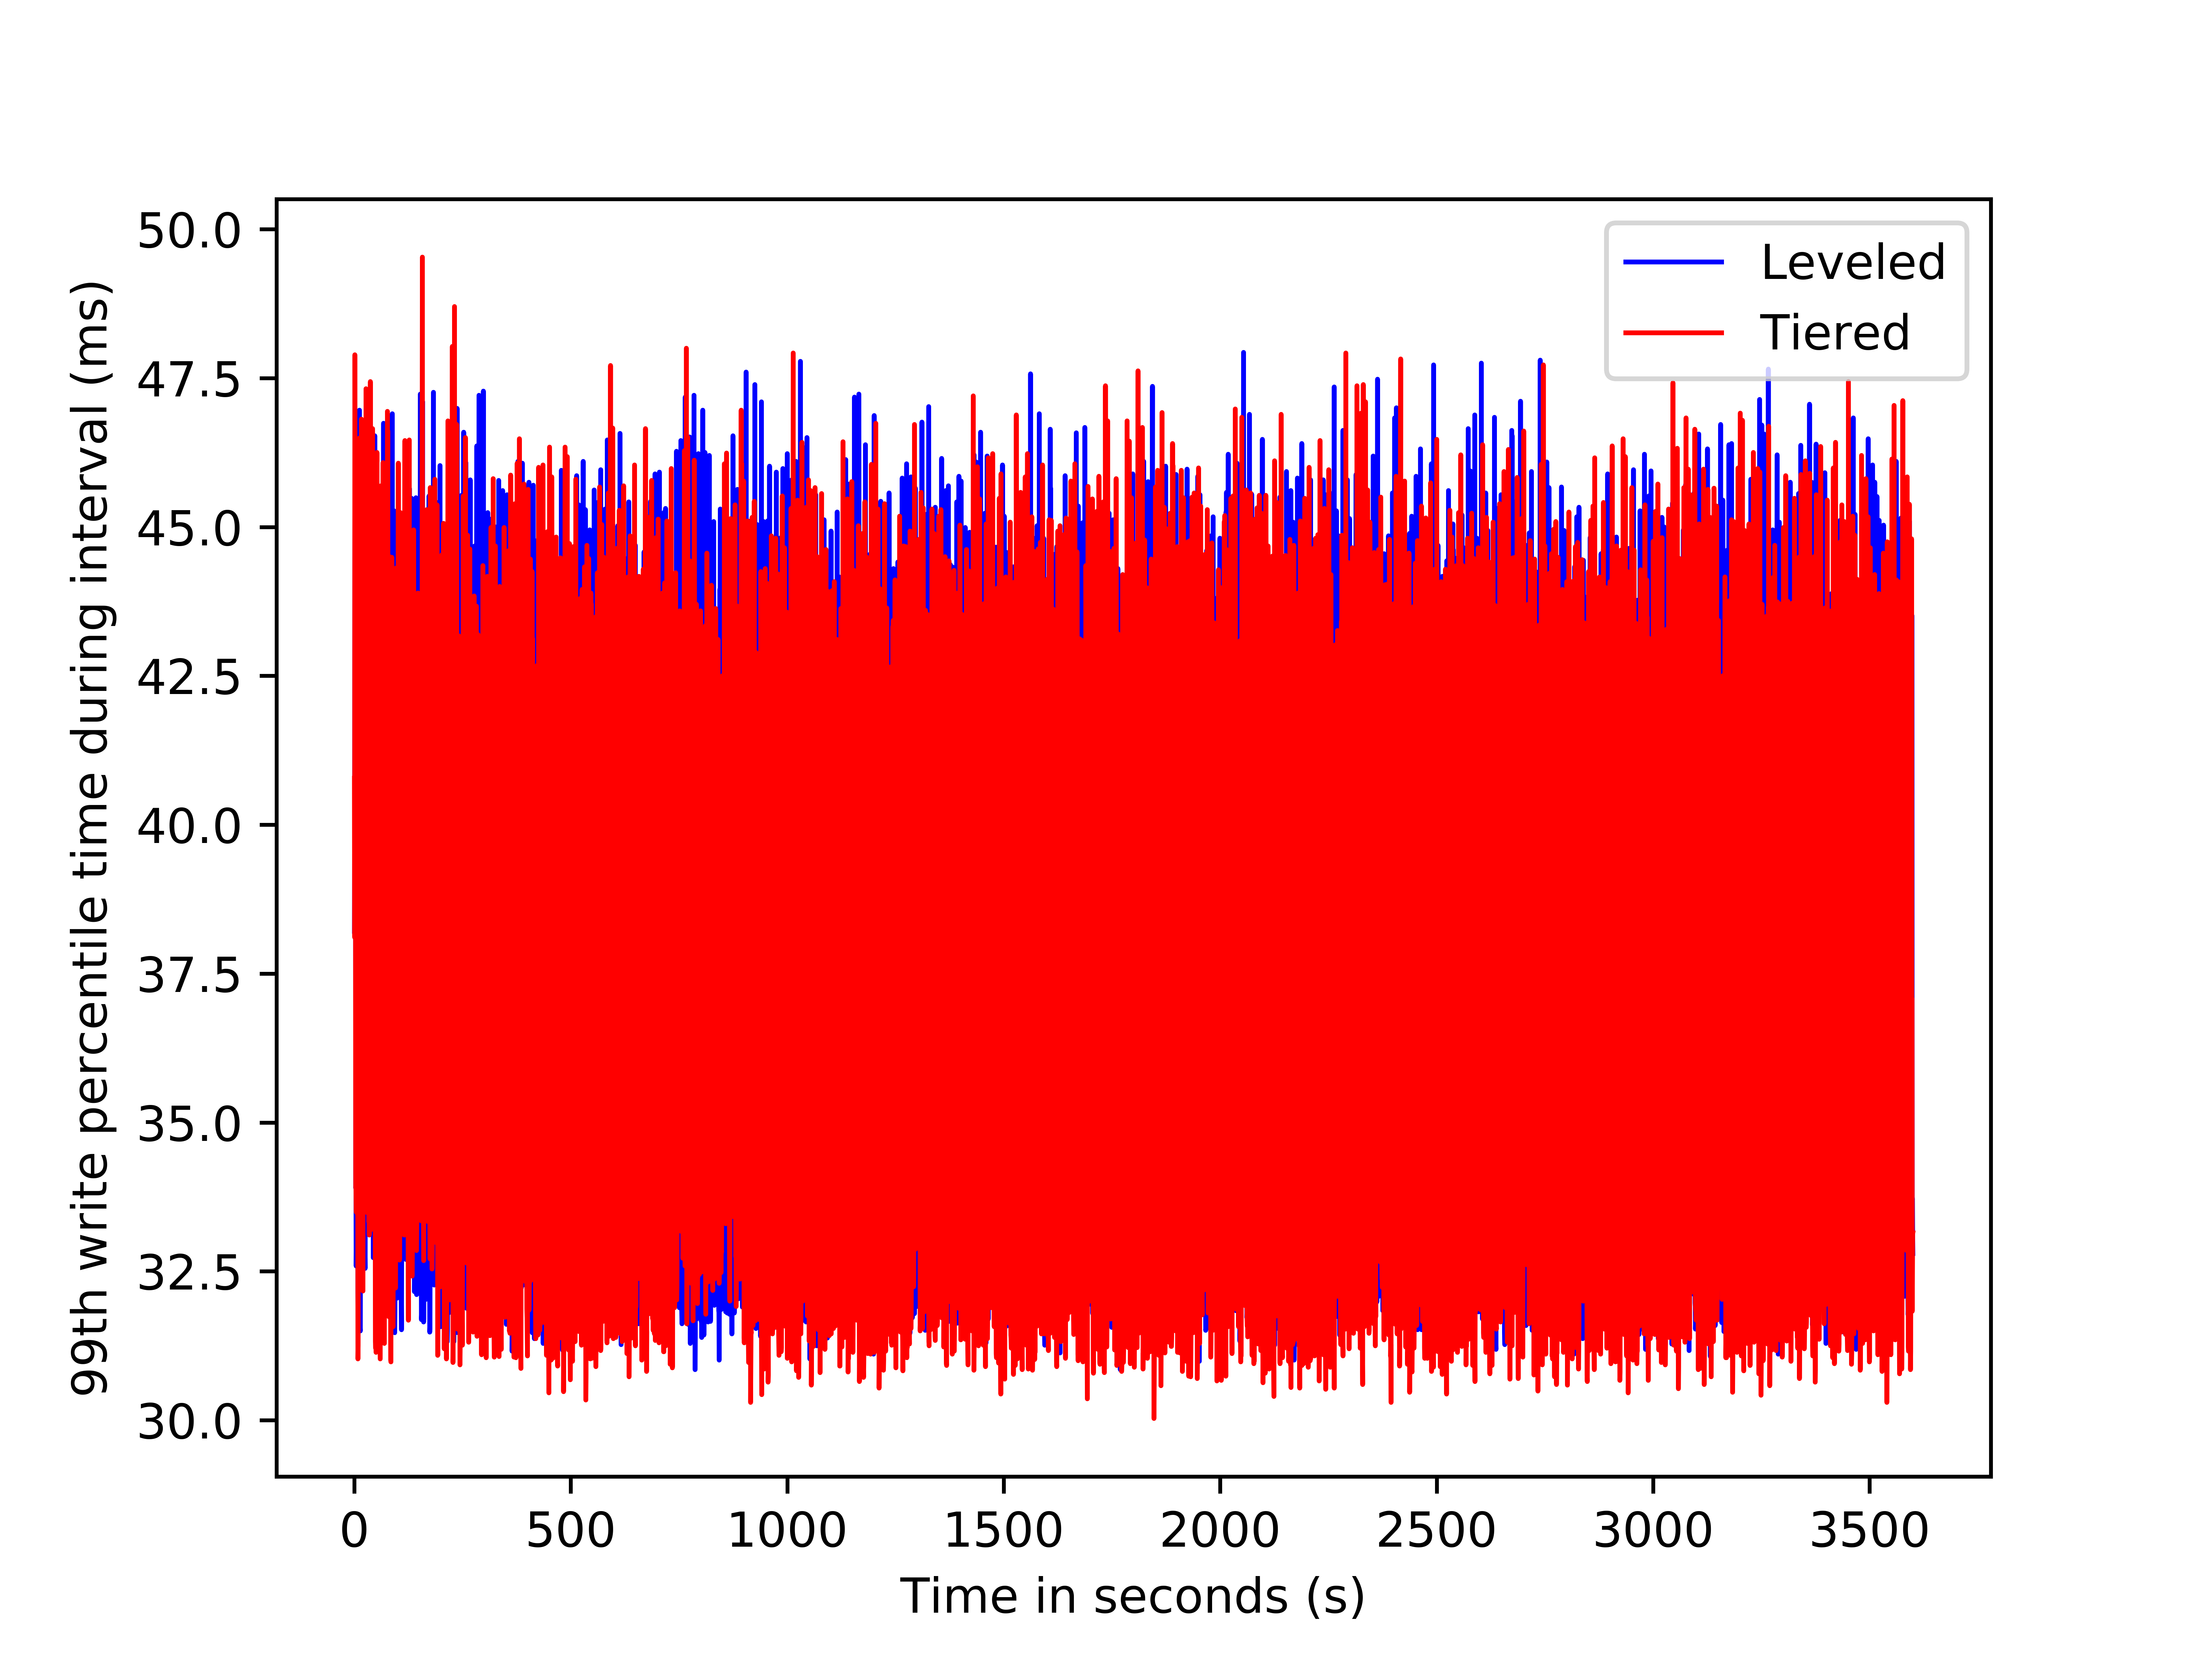 50.0
47.5
45.0
42.5
40.0
37.5
35.0
32.5
30.0
99th write percentile time during interval (ms)
Leveled
Tiered
0 500 1000 1500 2000 2500 3000 3500
Time in seconds (s)